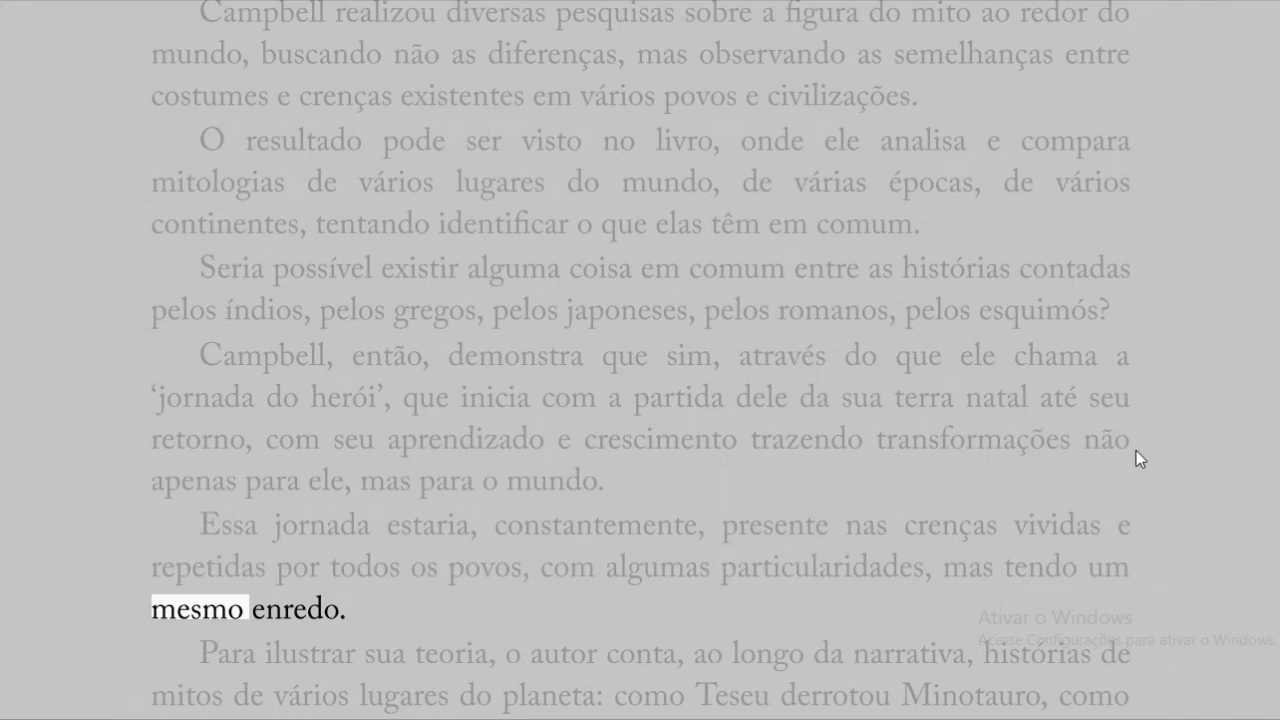 Campbell realizou diversas pesquisas sobre a figura do mito ao redor do
mundo, buscando não as diferenças, mas observando as semelhanças entre
costumes e crenças existentes em vários povos e civilizações.
O resultado pode ser visto no livro, onde ele analisa e compara
mitologias de vários lugares do mundo, de várias épocas, de vários
continentes, tentando identificar o que elas têm em comum.
Seria possível existir alguma coisa em comum entre as histórias contadas
pelos índios, pelos gregos, pelos japoneses, pelos romanos, pelos esquimós?
Campbell, então, demonstra que sim, através do que ele chama a
‘jornada do herói’, que inicia com a partida dele da sua terra natal até seu
retorno, com seu aprendizado e crescimento trazendo transformações não
apenas para ele, mas para o mundo.
Essa jornada estaria, constantemente, presente nas crenças vividas e
repetidas por todos os povos, com algumas particularidades, mas tendo um
mesmo enredo.
Ativar o Windows
Acesse Configurações para ativar o Windows.
Para ilustrar sua teoria, o autor conta, ao longo da narrativa, histórias de
mitos de vários lugares do planeta: como Teseu derrotou Minotauro, como